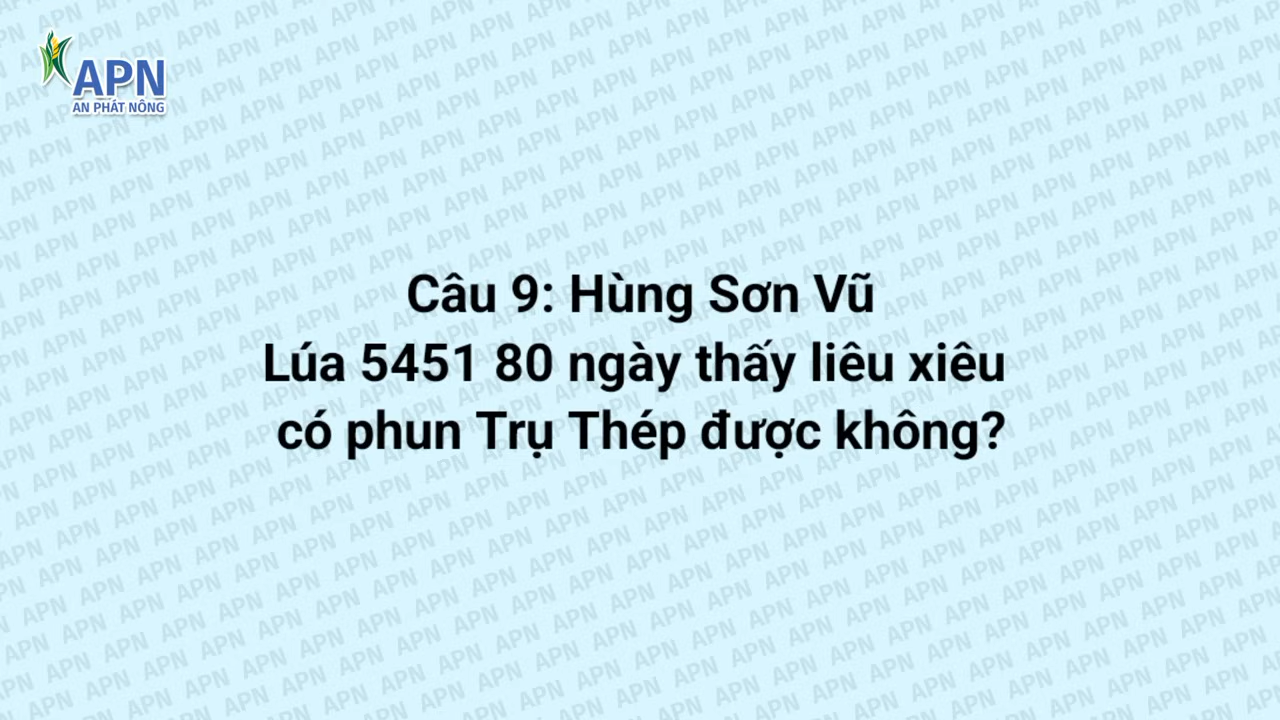 APN
AN PHÁT NÔNG
Câu 9: Hùng Sơn Vũ
Lúa 5451 80 ngày thấy liêu xiêu
có phun Trụ Thép được không?